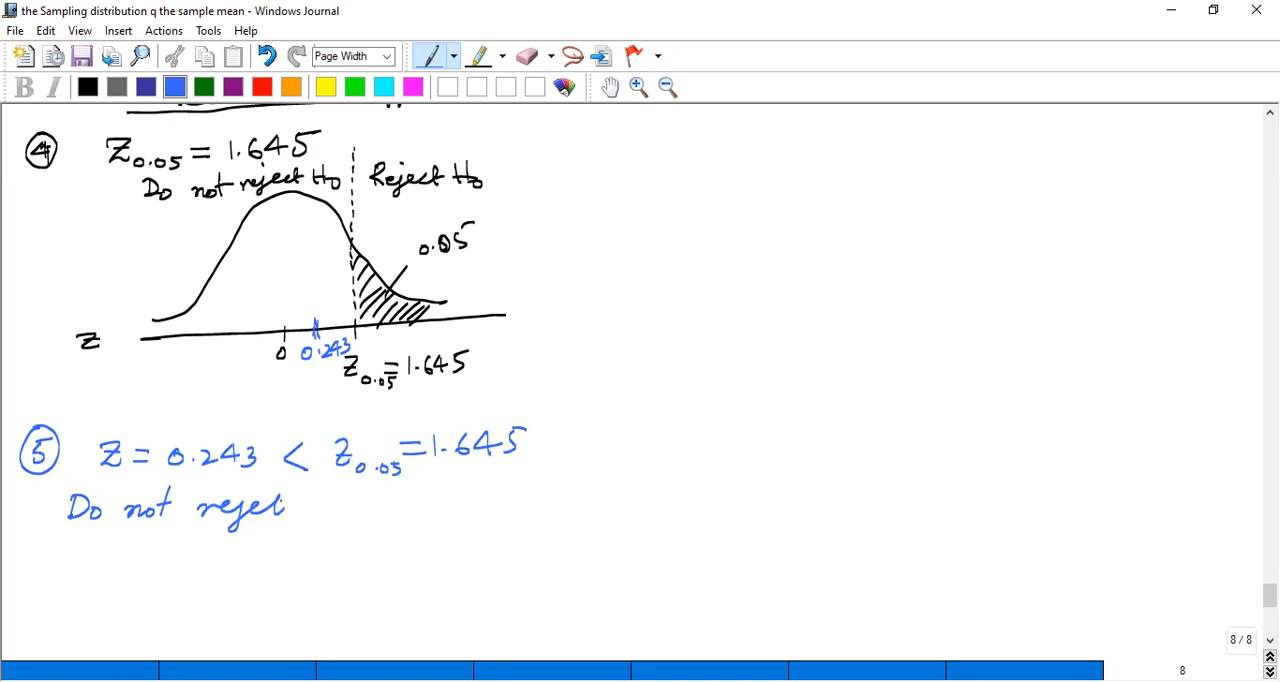 the Sampling distribution q the sample mean - Windows Journal
File Edit View Insert Actions Tools Help
Page Width
B I
④ Z0.05 = 1.645
Do not reject H0 Reject H0
0.05
Z
0 0.243 Z0.05 = 1.645
⑤ Z = 0.243 < Z0.05 = 1.645
Do not reject
8 / 8
8